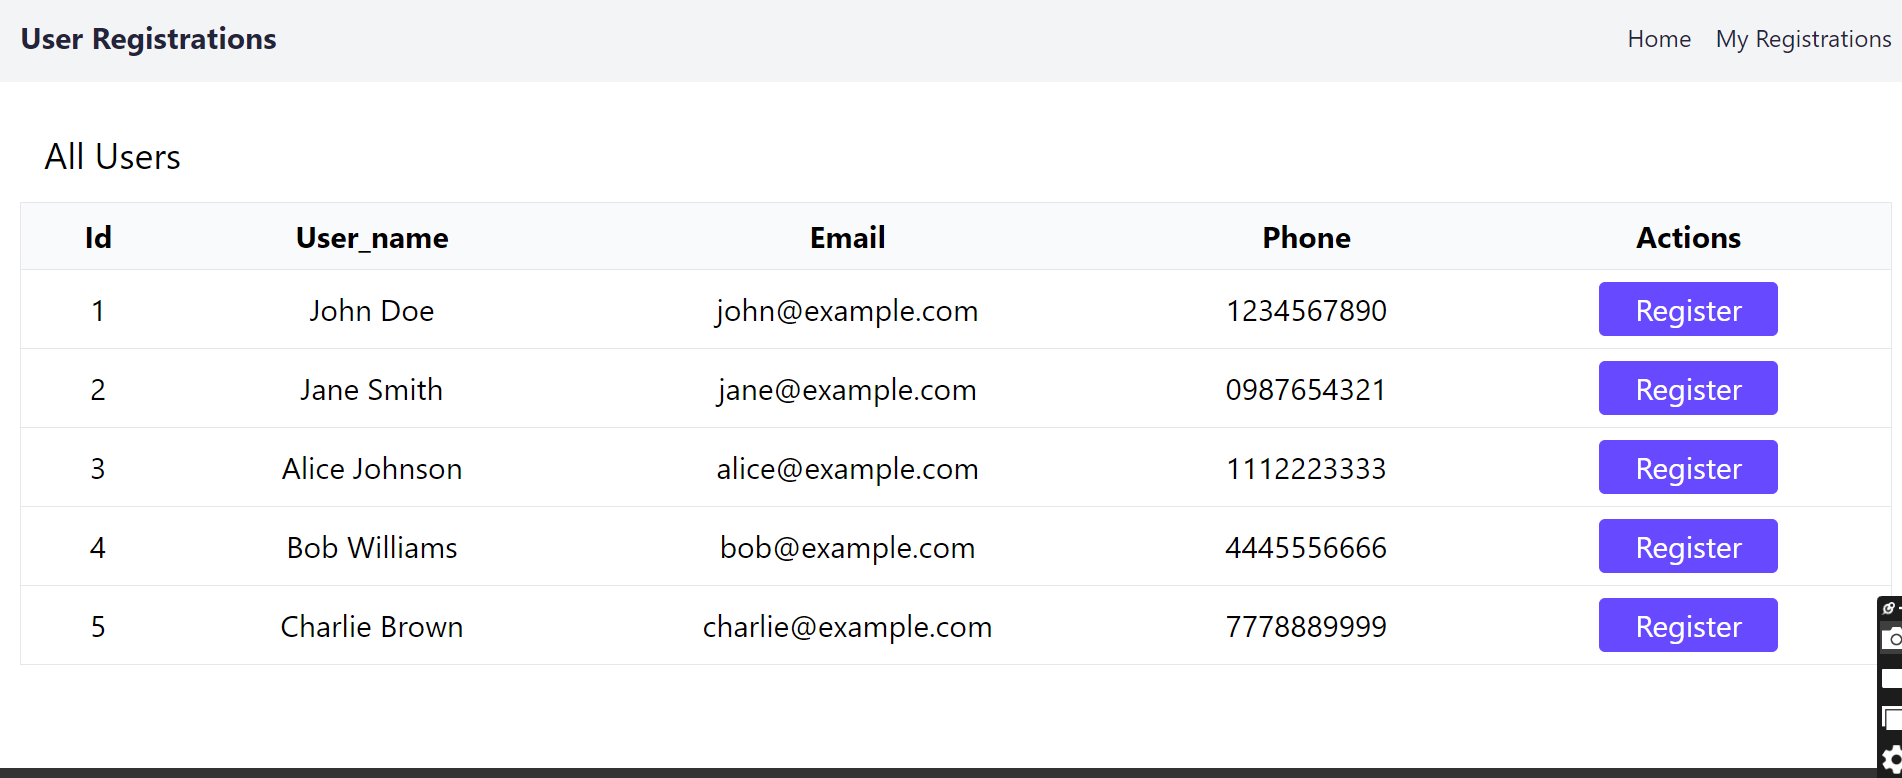 User Registrations Home My Registrations
All Users
Id User_name Email Phone Actions
1 John Doe john@example.com 1234567890 Register
2 Jane Smith jane@example.com 0987654321 Register
3 Alice Johnson alice@example.com 1112223333 Register
4 Bob Williams bob@example.com 4445556666 Register
5 Charlie Brown charlie@example.com 7778889999 Register